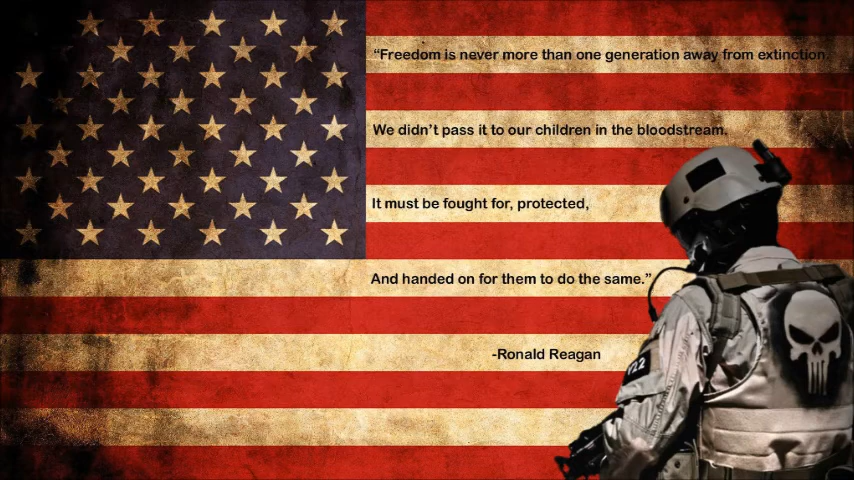 “Freedom is never more than one generation away from extinction.
We didn’t pass it to our children in the bloodstream.
It must be fought for, protected,
And handed on for them to do the same.”
-Ronald Reagan